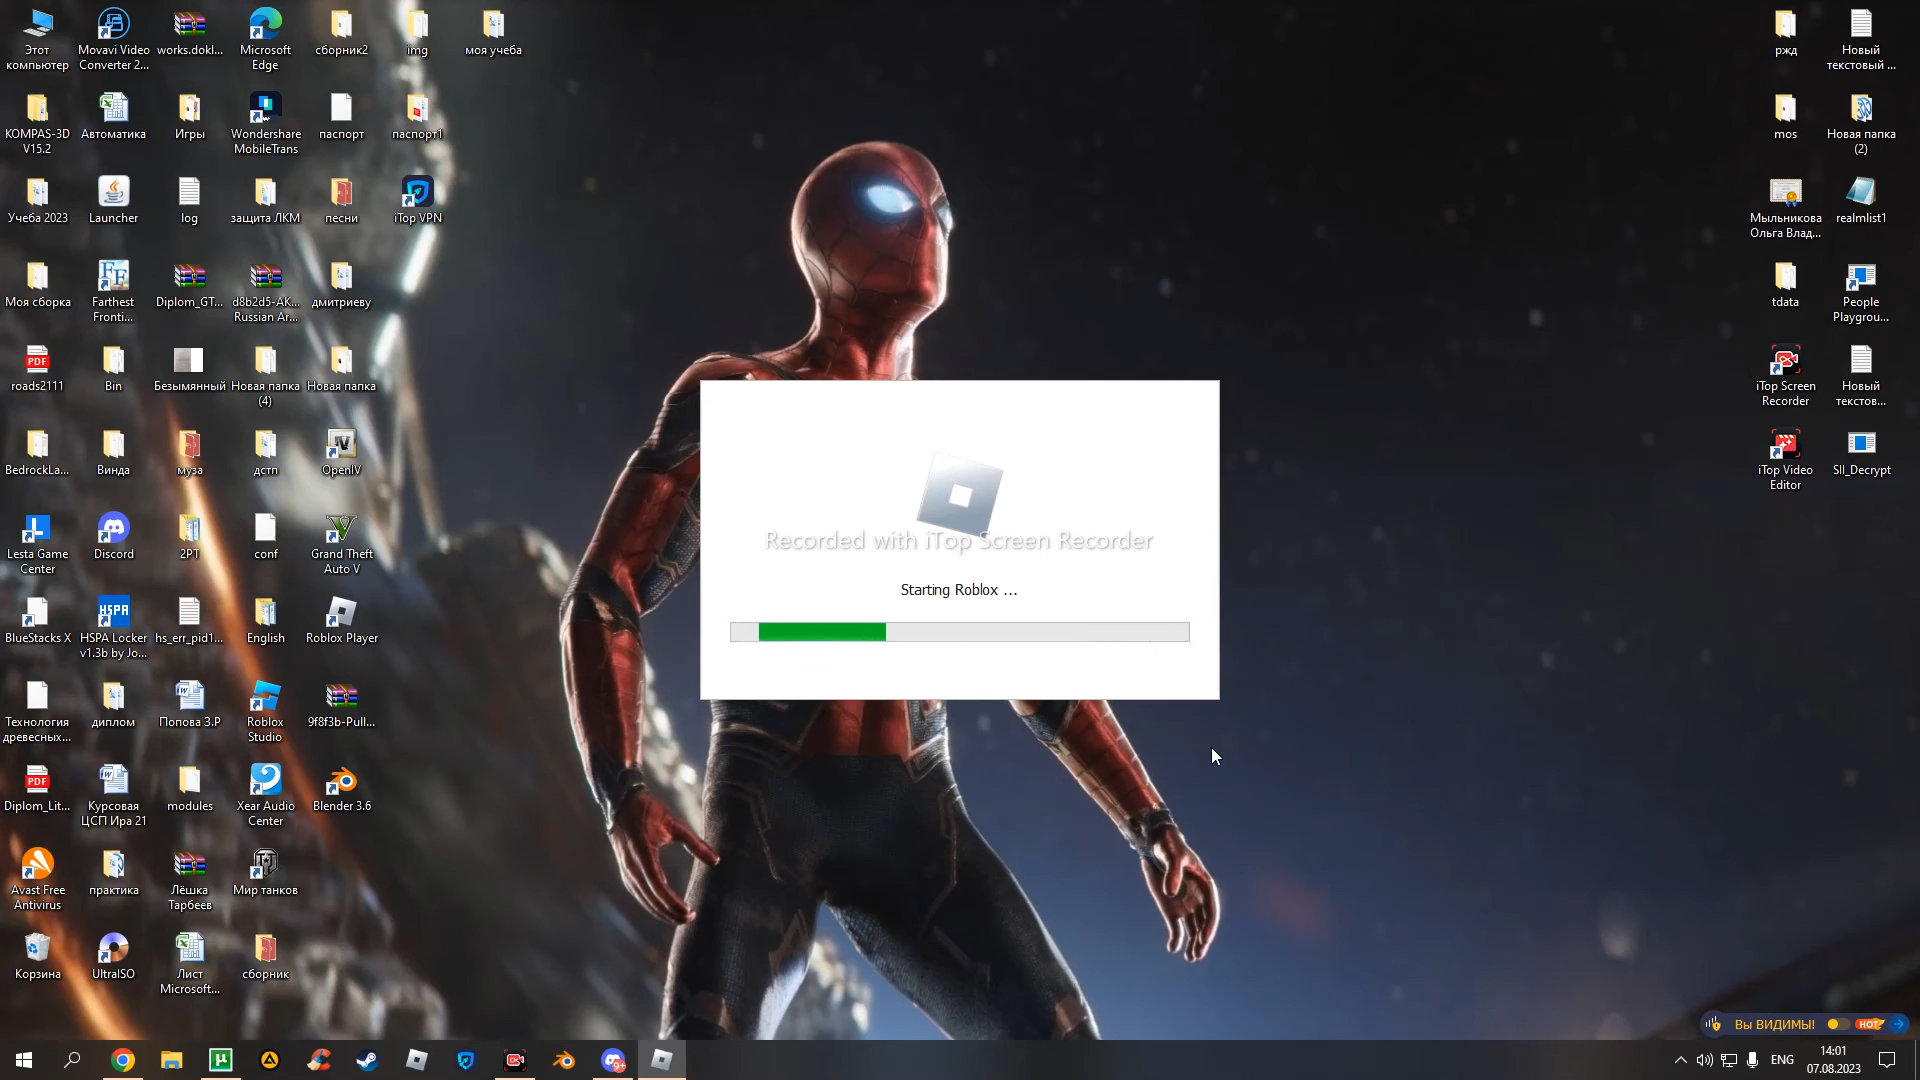 Этот
компьютер
Movavi Video
Converter 2...
works.dokl...
Microsoft
Edge
сборник2
img
моя учеба
ржд
Новый
текстовый ...
KOMPAS-3D
V15.2
Автоматика
Игры
Wondershare
MobileTrans
паспорт
паспорт1
mos
Новая папка
(2)
Учеба 2023
Launcher
log
защита ЛКМ
песни
iTop VPN
Мыльникова
Ольга Влад...
realmlist1
Моя сборка
Farthest
Fronti...
Diplom_GT...
d8b2d5-AK...
Russian Ar...
дмитриеву
tdata
People
Playgrou...
roads2111
Bin
Безымянный
Новая папка
(4)
Новая папка
iTop Screen
Recorder
Новый
текстов...
BedrockLa...
Винда
муза
дстп
OpenIV
iTop Video
Editor
SII_Decrypt
Lesta Game
Center
Discord
2PT
conf
Grand Theft
Auto V
Recorded with iTop Screen Recorder
Starting Roblox ...
BlueStacks X
HSPA
HSPA Locker
v1.3b by Jo...
hs_err_pid1...
English
Roblox Player
Технология
древесных...
диплом
Попова З.Р
Roblox
Studio
9f8f3b-Pull...
PDF
Diplom_Lit...
Курсовая
ЦСП Ира 21
modules
Xear Audio
Center
Blender 3.6
Avast Free
Antivirus
практика
Лёшка
Тарбеев
Мир танков
Корзина
UltraISO
Лист
Microsoft...
сборник
Вы ВИДИМЫ!
HOT
9+
ENG
14:01
07.08.2023